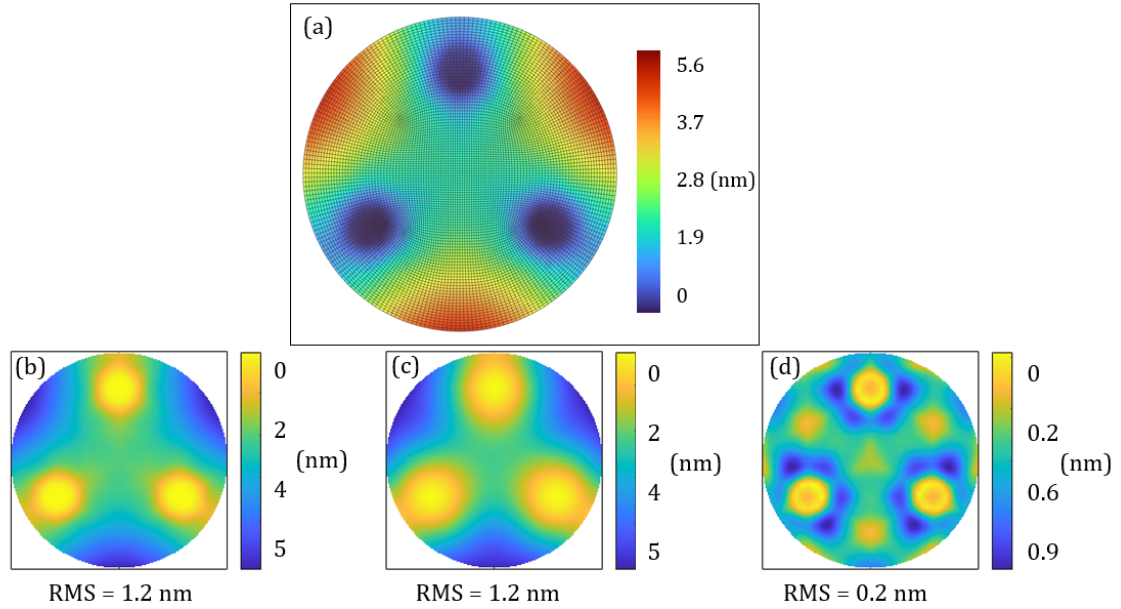 (a)
5.6
3.7
2.8 (nm)
1.9
0
(b)
0
2
(nm)
4
5
RMS = 1.2 nm
(c)
0
2
(nm)
4
5
RMS = 1.2 nm
(d)
0
0.2
(nm)
0.6
0.9
RMS = 0.2 nm